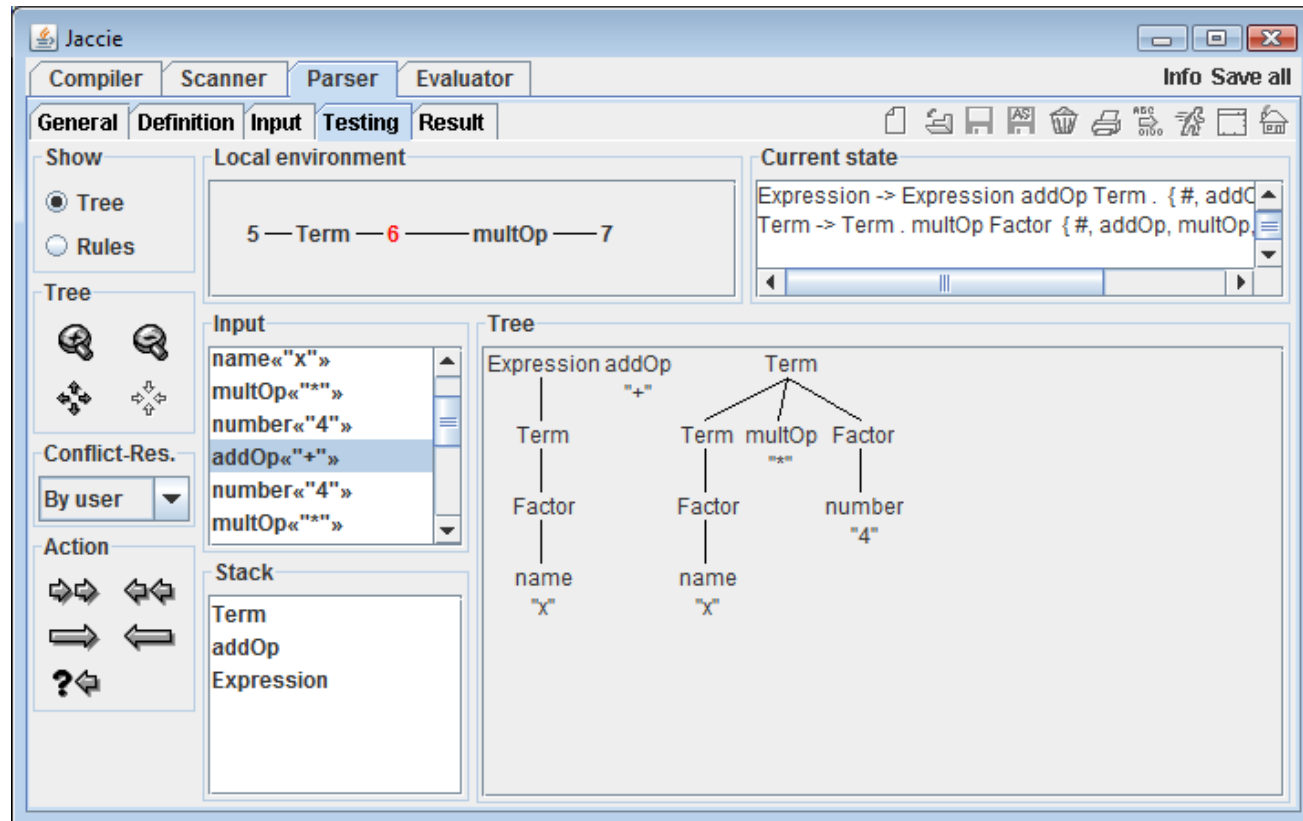 Jaccie
Compiler Scanner Parser Evaluator Info Save all
General Definition Input Testing Result
Show
Tree
Rules
Local environment
5 Term 6 multOp 7
Current state
Expression -> Expression addOp Term . { #, addO
Term -> Term . multOp Factor { #, addOp, multOp,
Tree
Conflict-Res.
By user
Action
Input
name«"x"»
multOp«"*"»
number«"4"»
addOp«"+"»
number«"4"»
multOp«"*"»
Stack
Term
addOp
Expression
Tree
Expression addOp Term
"+"
Term Term multOp Factor
"*"
Factor Factor number
"4"
name name
"x" "x"